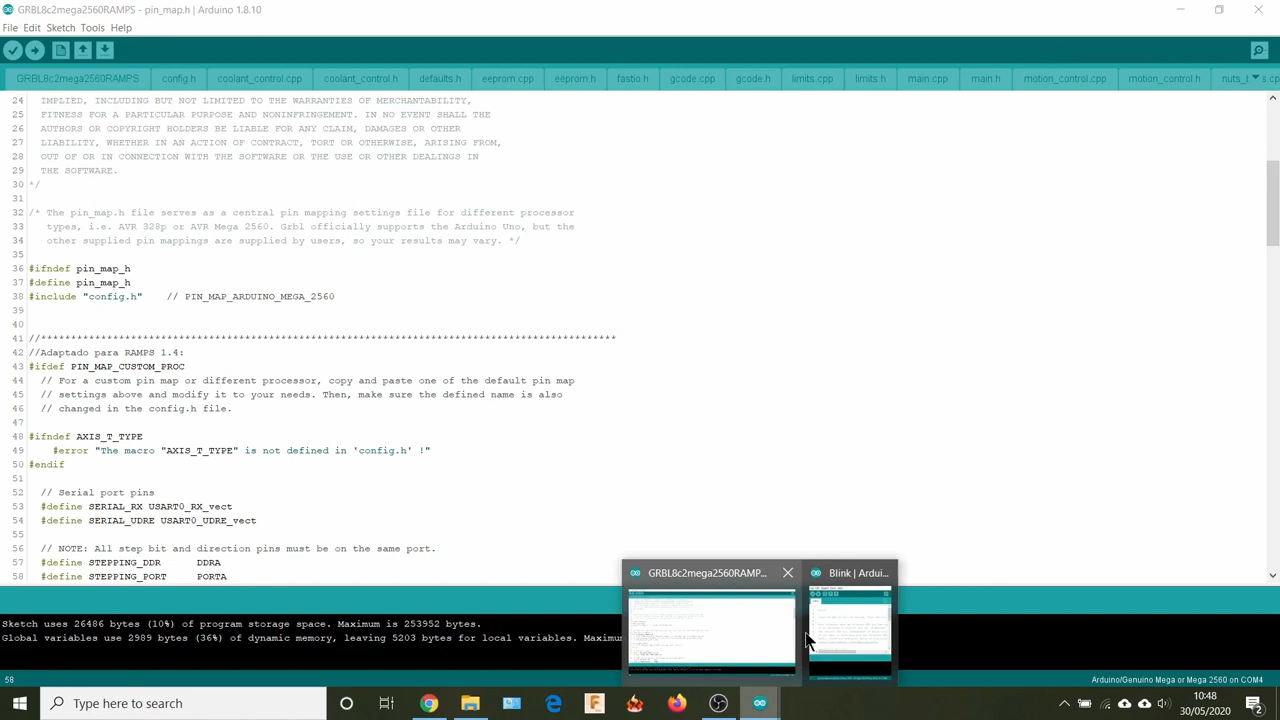 GRBL8c2mega2560RAMPS - pin_map.h | Arduino 1.8.10
File Edit Sketch Tools Help
GRBL8c2mega2560RAMPS config.h coolant_control.cpp coolant_control.h defaults.h eeprom.cpp eeprom.h fastio.h gcode.cpp gcode.h limits.cpp limits.h main.cpp main.h motion_control.cpp motion_control.h nuts_t s.cp
24 IMPLIED, INCLUDING BUT NOT LIMITED TO THE WARRANTIES OF MERCHANTABILITY,
25 FITNESS FOR A PARTICULAR PURPOSE AND NONINFRINGEMENT. IN NO EVENT SHALL THE
26 AUTHORS OR COPYRIGHT HOLDERS BE LIABLE FOR ANY CLAIM, DAMAGES OR OTHER
27 LIABILITY, WHETHER IN AN ACTION OF CONTRACT, TORT OR OTHERWISE, ARISING FROM,
28 OUT OF OR IN CONNECTION WITH THE SOFTWARE OR THE USE OR OTHER DEALINGS IN
29 THE SOFTWARE.
30 */
31
32 /* The pin_map.h file serves as a central pin mapping settings file for different processor
33 types, i.e. AVR 328p or AVR Mega 2560. Grbl officially supports the Arduino Uno, but the
34 other supplied pin mappings are supplied by users, so your results may vary. */
35
36 #ifndef pin_map_h
37 #define pin_map_h
38 #include "config.h" // PIN_MAP_ARDUINO_MEGA_2560
39
40
41 //************************************************************************************************
42 //Adaptado para RAMPS 1.4:
43 #ifdef PIN_MAP_CUSTOM_PROC
44 // For a custom pin map or different processor, copy and paste one of the default pin map
45 // settings above and modify it to your needs. Then, make sure the defined name is also
46 // changed in the config.h file.
47
48 #ifndef AXIS_T_TYPE
49 #error "The macro "AXIS_T_TYPE" is not defined in 'config.h' !"
50 #endif
51
52 // Serial port pins
53 #define SERIAL_RX USART0_RX_vect
54 #define SERIAL_UDRE USART0_UDRE_vect
55
56 // NOTE: All step bit and direction pins must be on the same port.
57 #define STEPPING_DDR DDRA
58 #define STEPPING_PORT PORTA
GRBL8c2mega2560RAMP... Blink | Ardui...
program storage space. Maximum is 253952 bytes.
(36%) of dynamic memory, leaving 5203 bytes for local variables. Maximum
58
Arduino/Genuino Mega or Mega 2560 on COM4
Type here to search
10:48
30/05/2020
2